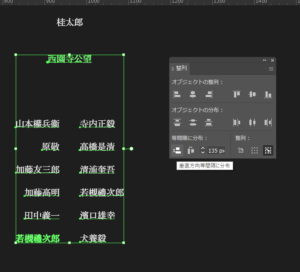 1000 1100 1200 1300 1400
桂太郎
西園寺公望
山本權兵衞 寺内正毅
原敬 高橋是清
加藤友三郎 清浦奎吾
加藤高明 若槻禮次郎
田中義一 濱口雄幸
若槻禮次郎 犬養毅
整列
オブジェクトの整列：
オブジェクトの分布：
等間隔に分布： 整列：
135 px
垂直方向等間隔に分布